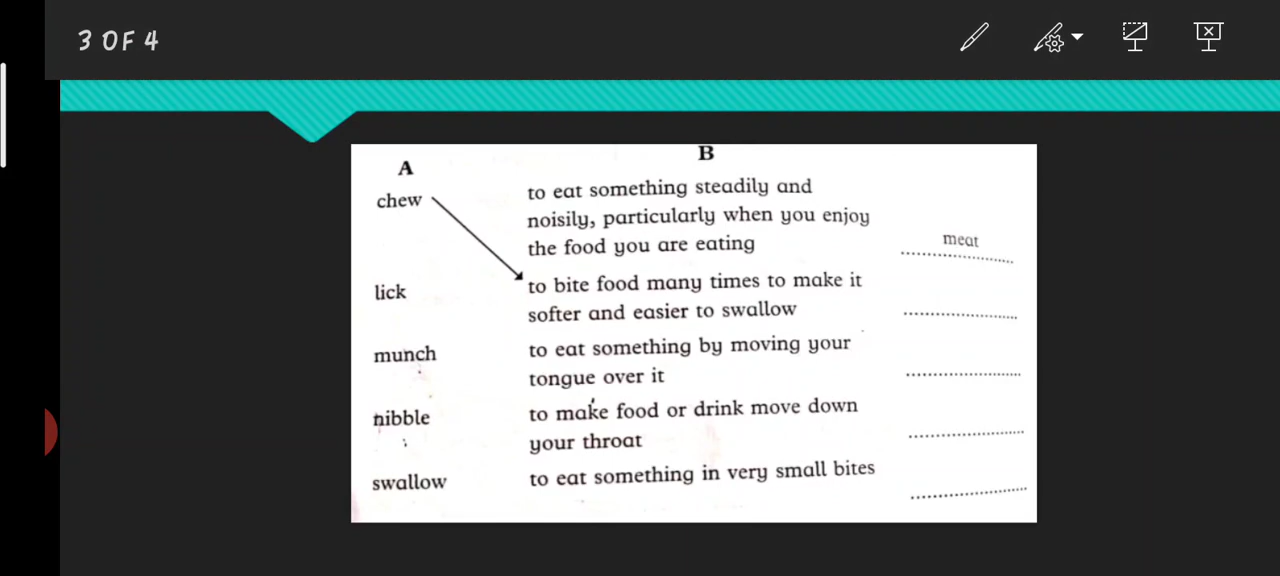 3 OF 4
A
B
chew
to eat something steadily and
noisily, particularly when you enjoy
the food you are eating
meat
lick
to bite food many times to make it
softer and easier to swallow
munch
to eat something by moving your
tongue over it
nibble
to make food or drink move down
your throat
swallow
to eat something in very small bites